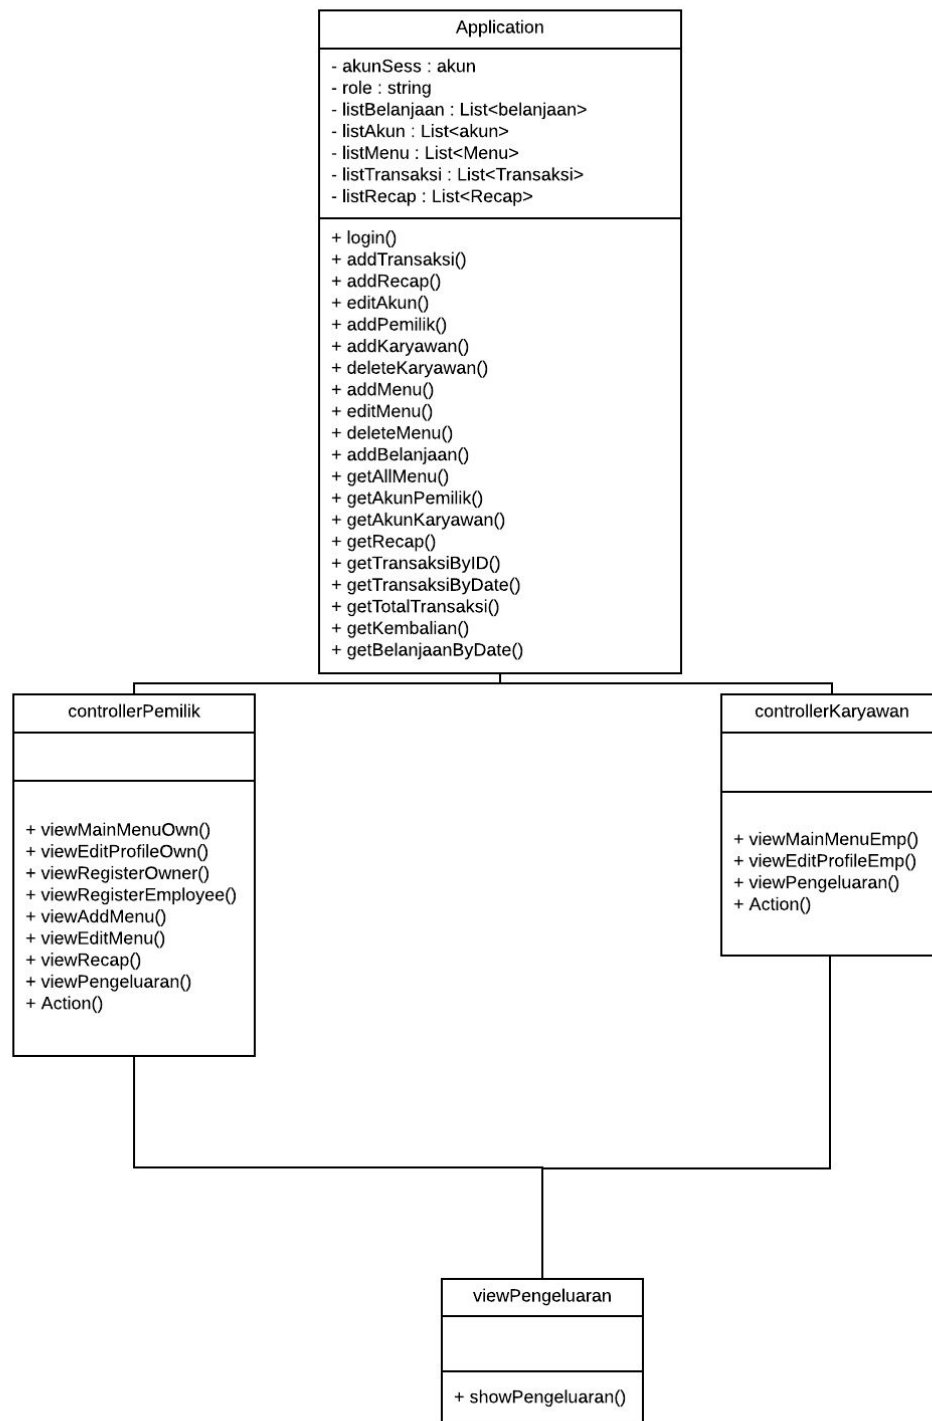 Application
- akunSess : akun
- role : string
- listBelanjaan : List<belanjaan>
- listAkun : List<akun>
- listMenu : List<Menu>
- listTransaksi : List<Transaksi>
- listRecap : List<Recap>
+ login()
+ addTransaksi()
+ addRecap()
+ editAkun()
+ addPemilik()
+ addKaryawan()
+ deleteKaryawan()
+ addMenu()
+ editMenu()
+ deleteMenu()
+ addBelanjaan()
+ getAllMenu()
+ getAkunPemilik()
+ getAkunKaryawan()
+ getRecap()
+ getTransaksiByID()
+ getTransaksiByDate()
+ getTotalTransaksi()
+ getKembalian()
+ getBelanjaanByDate()
controllerPemilik
+ viewMainMenuOwn()
+ viewEditProfileOwn()
+ viewRegisterOwner()
+ viewRegisterEmployee()
+ viewAddMenu()
+ viewEditMenu()
+ viewRecap()
+ viewPengeluaran()
+ Action()
controllerKaryawan
+ viewMainMenuEmp()
+ viewEditProfileEmp()
+ viewPengeluaran()
+ Action()
viewPengeluaran
+ showPengeluaran()